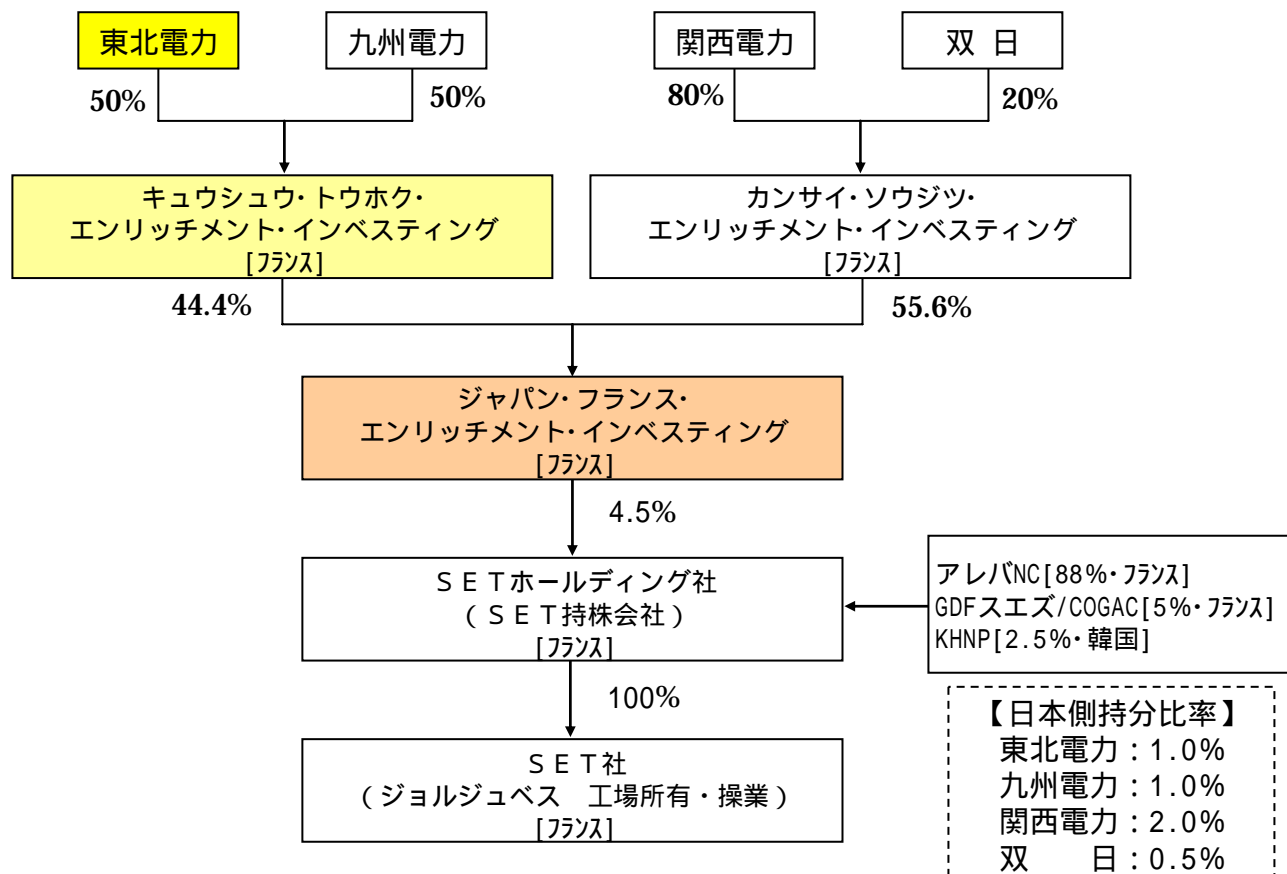 東北電力
九州電力
関西電力
双 日
50%
50%
80%
20%
キュウシュウ・トウホク・
エンリッチメント・インベスティング
[フランス]
カンサイ・ソウジツ・
エンリッチメント・インベスティング
[フランス]
44.4%
55.6%
ジャパン・フランス・
エンリッチメント・インベスティング
[フランス]
4.5%
SETホールディング社
(SET持株会社)
[フランス]
アレバNC[88%・フランス]
GDFスエズ/COGAC[5%・フランス]
KHNP[2.5%・韓国]
100%
SET社
(ジョルジュベス 工場所有・操業)
[フランス]
【日本側持分比率】
東北電力:1.0%
九州電力:1.0%
関西電力:2.0%
双 日:0.5%